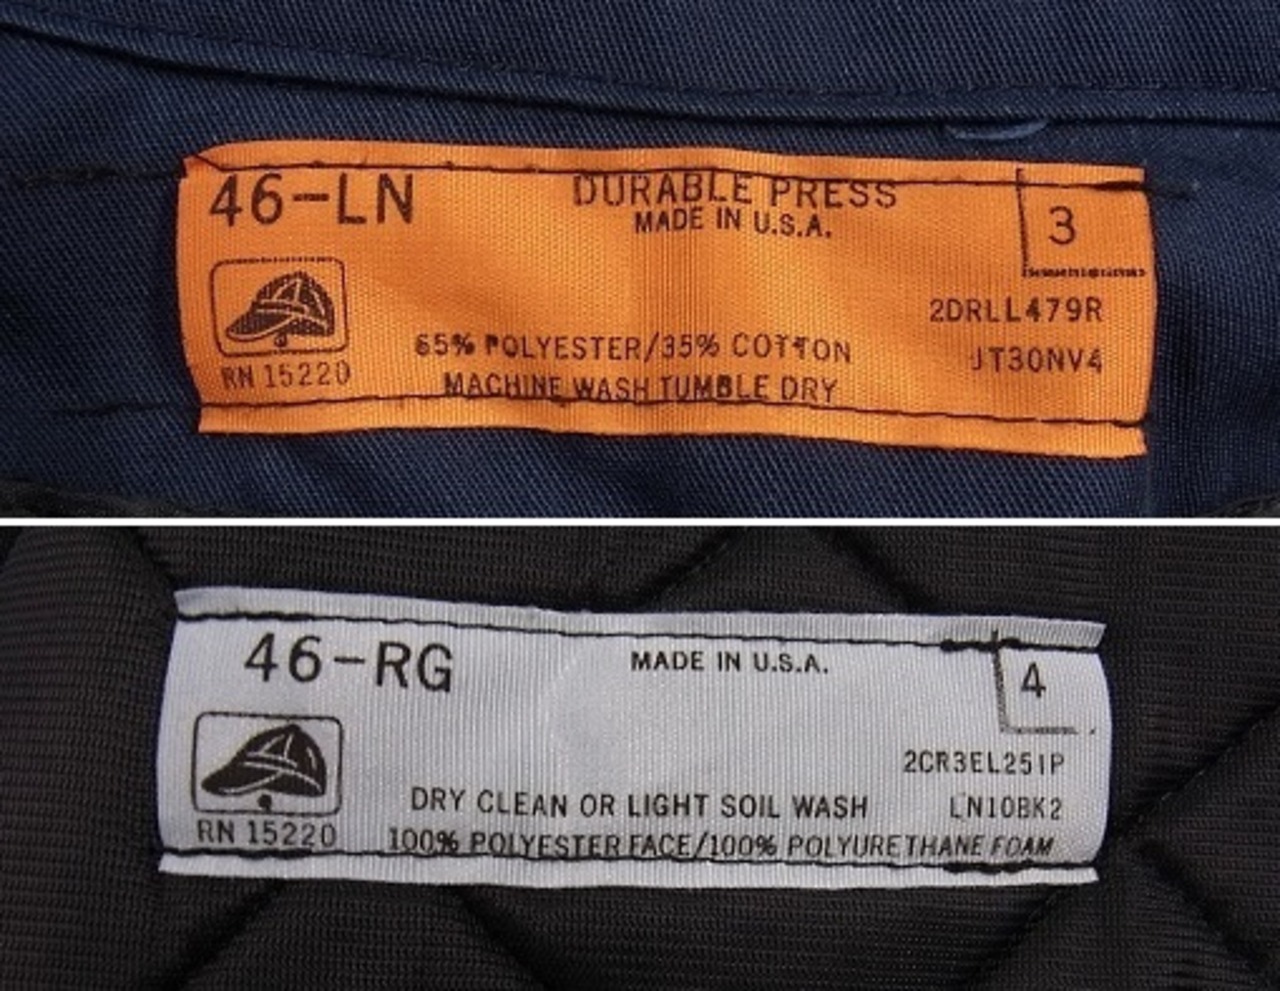 46-LN
DURABLE PRESS
MADE IN U.S.A.
3
2DRLL479R
JT30NV4
65% POLYESTER/35% COTTON
MACHINE WASH TUMBLE DRY
RN 15220
46-RG
MADE IN U.S.A.
4
2CR3EL251P
LN10BK2
DRY CLEAN OR LIGHT SOIL WASH
100% POLYESTER FACE/100% POLYURETHANE FOAM
RN 15220